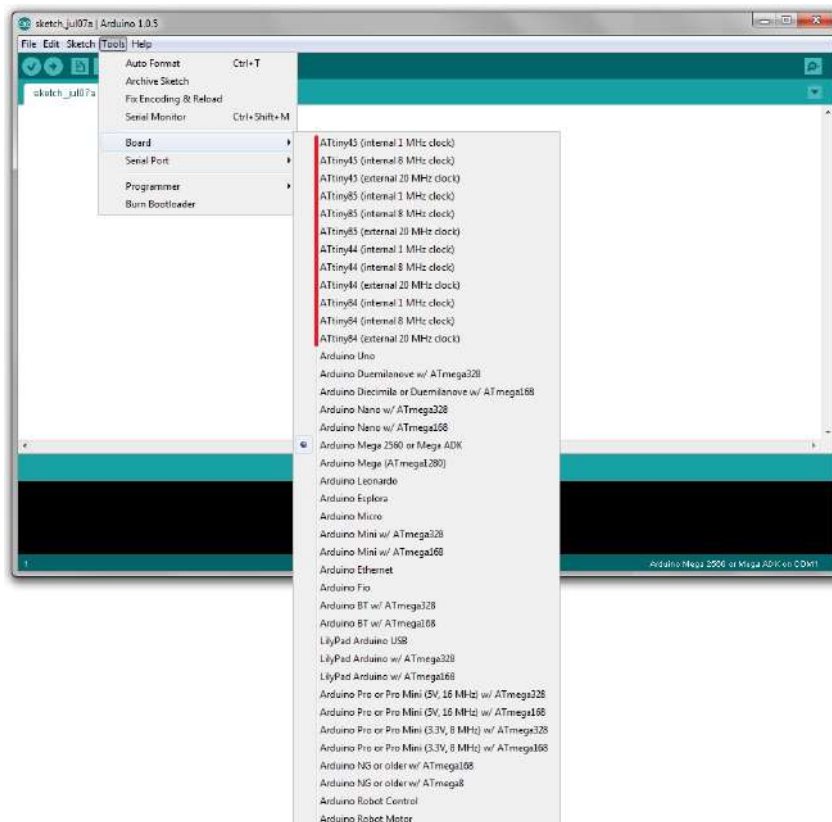 sketch_jul07a | Arduino 1.0.5
File Edit Sketch Tools Help
sketch_jul07a
Auto Format Ctrl+T
Archive Sketch
Fix Encoding & Reload
Serial Monitor Ctrl+Shift+M
Board
Serial Port
Programmer
Burn Bootloader
ATtiny45 (internal 1 MHz clock)
ATtiny45 (internal 8 MHz clock)
ATtiny45 (external 20 MHz clock)
ATtiny85 (internal 1 MHz clock)
ATtiny85 (internal 8 MHz clock)
ATtiny85 (external 20 MHz clock)
ATtiny44 (internal 1 MHz clock)
ATtiny44 (internal 8 MHz clock)
ATtiny44 (external 20 MHz clock)
ATtiny84 (internal 1 MHz clock)
ATtiny84 (internal 8 MHz clock)
ATtiny84 (external 20 MHz clock)
Arduino Uno
Arduino Duemilanove w/ ATmega328
Arduino Diecimila or Duemilanove w/ ATmega168
Arduino Nano w/ ATmega328
Arduino Nano w/ ATmega168
Arduino Mega 2560 or Mega ADK
Arduino Mega (ATmega1280)
Arduino Leonardo
Arduino Esplora
Arduino Micro
Arduino Mini w/ ATmega328
Arduino Mini w/ ATmega168
Arduino Ethernet
Arduino Fio
Arduino BT w/ ATmega328
Arduino BT w/ ATmega168
LilyPad Arduino USB
LilyPad Arduino w/ ATmega328
LilyPad Arduino w/ ATmega168
Arduino Pro or Pro Mini (5V, 16 MHz) w/ ATmega328
Arduino Pro or Pro Mini (5V, 16 MHz) w/ ATmega168
Arduino Pro or Pro Mini (3.3V, 8 MHz) w/ ATmega328
Arduino Pro or Pro Mini (3.3V, 8 MHz) w/ ATmega168
Arduino NG or older w/ ATmega168
Arduino NG or older w/ ATmega8
Arduino Robot Control
Arduino Robot Motor
1
Arduino Mega 2560 or Mega ADK on COM1